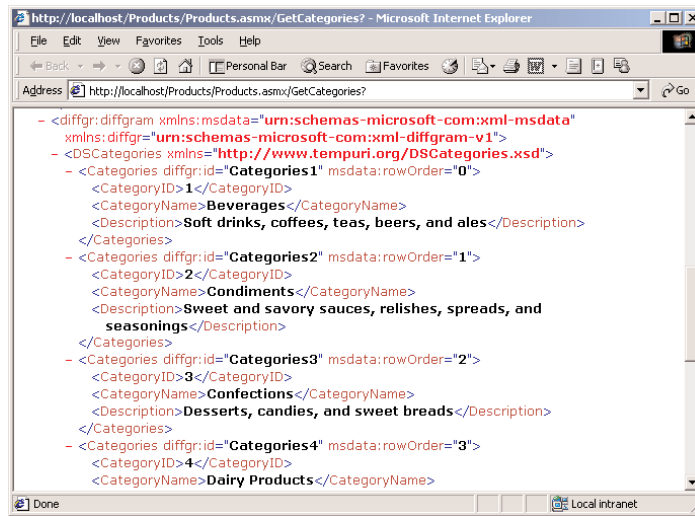 http://localhost/Products/Products.asmx/GetCategories? - Microsoft Internet Explorer
File Edit View Favorites Tools Help
Back Personal Bar Search Favorites
Address http://localhost/Products/Products.asmx/GetCategories? Go
- <diffgr:diffgram xmlns:msdata="urn:schemas-microsoft-com:xml-msdata"
xmlns:diffgr="urn:schemas-microsoft-com:xml-diffgram-v1">
- <DSCategories xmlns="http://www.tempuri.org/DSCategories.xsd">
- <Categories diffgr:id="Categories1" msdata:rowOrder="0">
<CategoryID>1</CategoryID>
<CategoryName>Beverages</CategoryName>
<Description>Soft drinks, coffees, teas, beers, and ales</Description>
</Categories>
- <Categories diffgr:id="Categories2" msdata:rowOrder="1">
<CategoryID>2</CategoryID>
<CategoryName>Condiments</CategoryName>
<Description>Sweet and savory sauces, relishes, spreads, and
seasonings</Description>
</Categories>
- <Categories diffgr:id="Categories3" msdata:rowOrder="2">
<CategoryID>3</CategoryID>
<CategoryName>Confections</CategoryName>
<Description>Desserts, candies, and sweet breads</Description>
</Categories>
- <Categories diffgr:id="Categories4" msdata:rowOrder="3">
<CategoryID>4</CategoryID>
<CategoryName>Dairy Products</CategoryName>
Done Local intranet